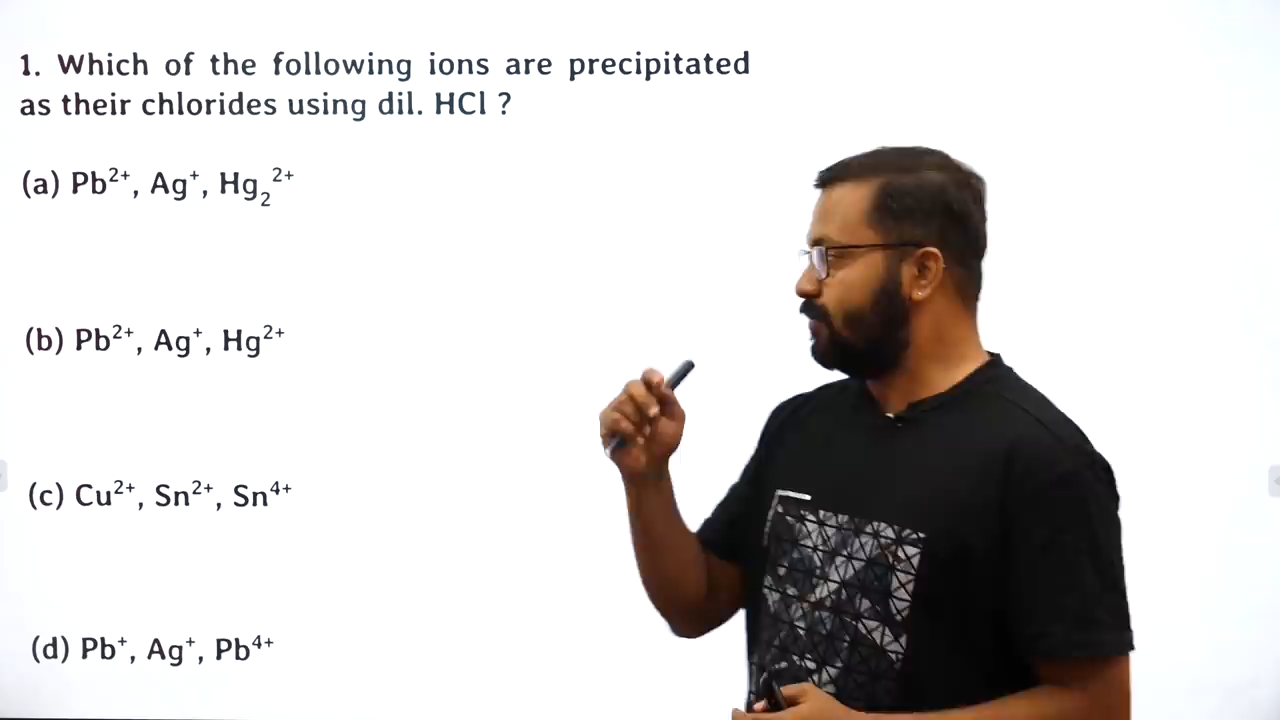 1. Which of the following ions are precipitated
as their chlorides using dil. HCl ?
(a) Pb²⁺, Ag⁺, Hg₂²⁺
(b) Pb²⁺, Ag⁺, Hg²⁺
(c) Cu²⁺, Sn²⁺, Sn⁴⁺
(d) Pb⁺, Ag⁺, Pb⁴⁺